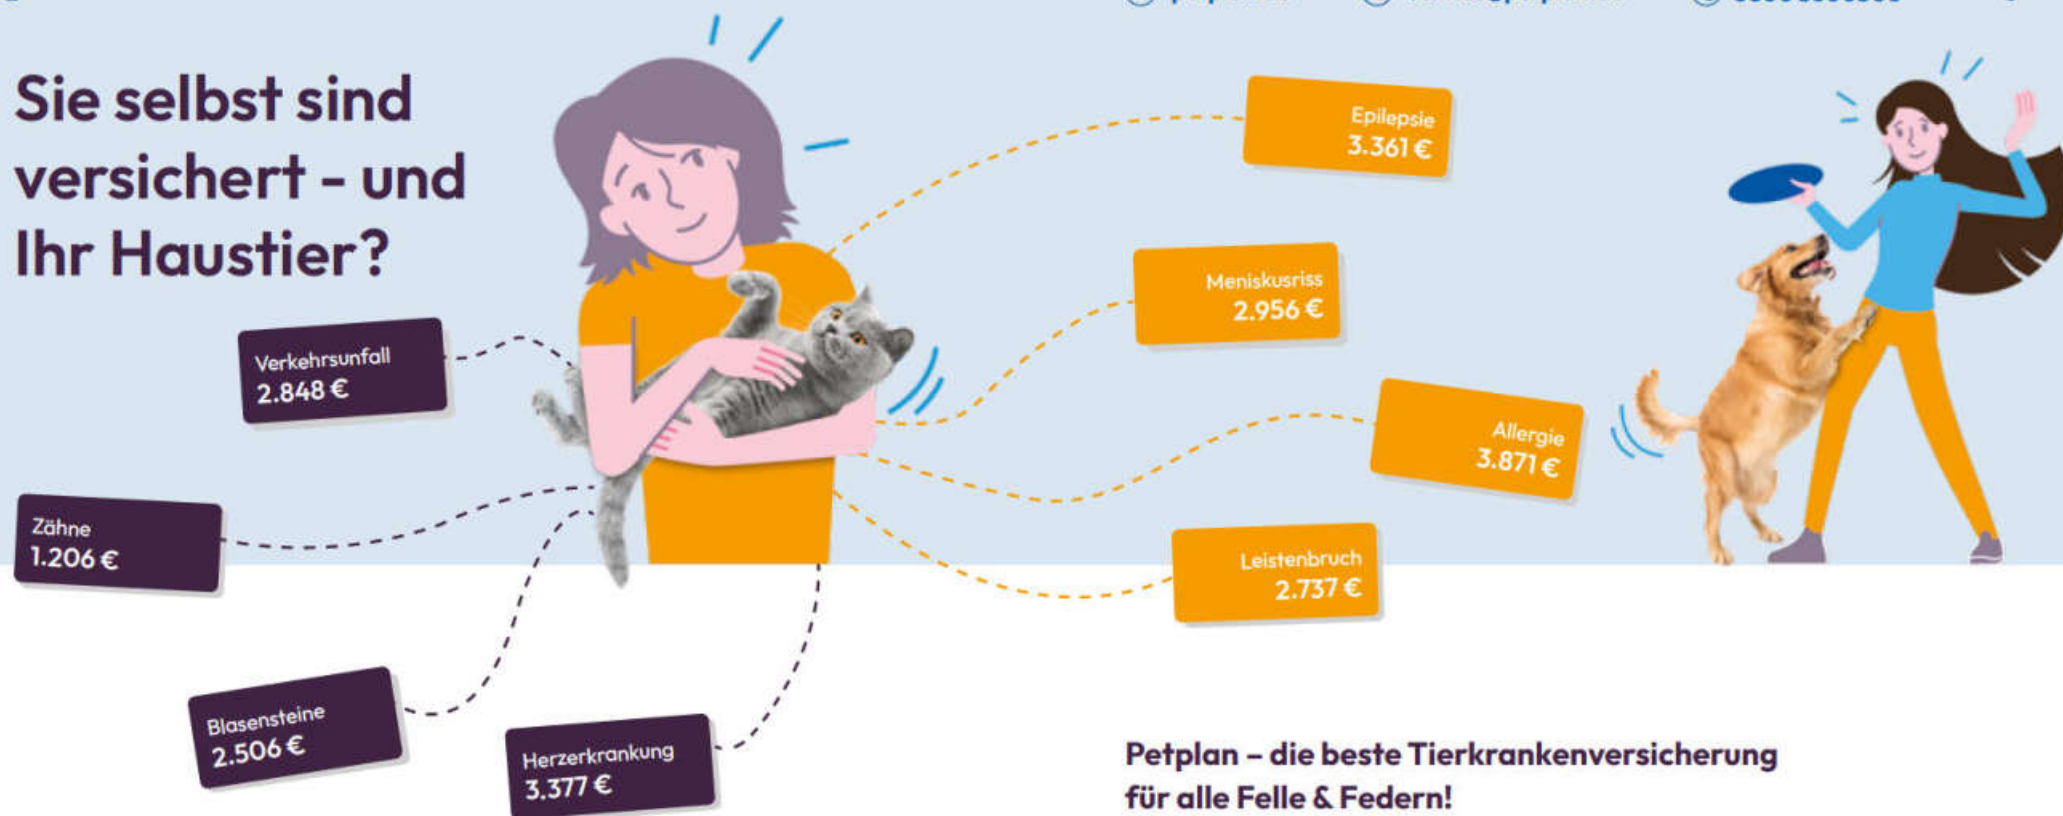 Sie selbst sind
versichert - und
Ihr Haustier?
Epilepsie
3.361 €
Meniskusriss
2.956 €
Verkehrsunfall
2.848 €
Allergie
3.871 €
Zähne
1.206 €
Leistenbruch
2.737 €
Blasensteine
2.506 €
Herzerkrankung
3.377 €
Petplan – die beste Tierkrankenversicherung
für alle Felle & Federn!